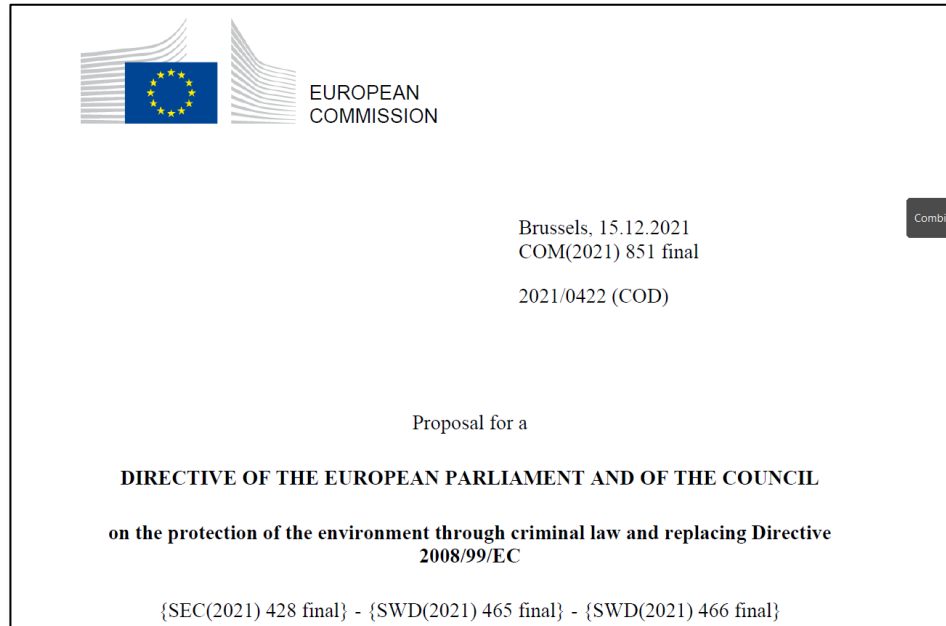 EUROPEAN
COMMISSION
Brussels, 15.12.2021
COM(2021) 851 final
Combi
2021/0422 (COD)
Proposal for a
DIRECTIVE OF THE EUROPEAN PARLIAMENT AND OF THE COUNCIL
on the protection of the environment through criminal law and replacing Directive
2008/99/EC
{SEC(2021) 428 final} - {SWD(2021) 465 final} - {SWD(2021) 466 final}